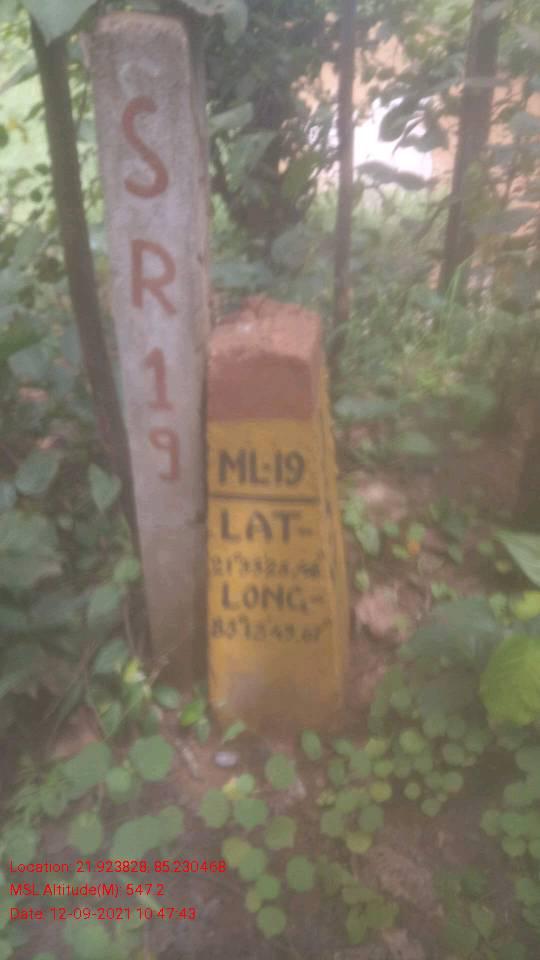 S
R
1
9
ML-19
LAT-
LONG-
Location: 21.923828, 85.230468
MSL Altitude(M): 547.2
Date: 12-09-2021 10:47:43